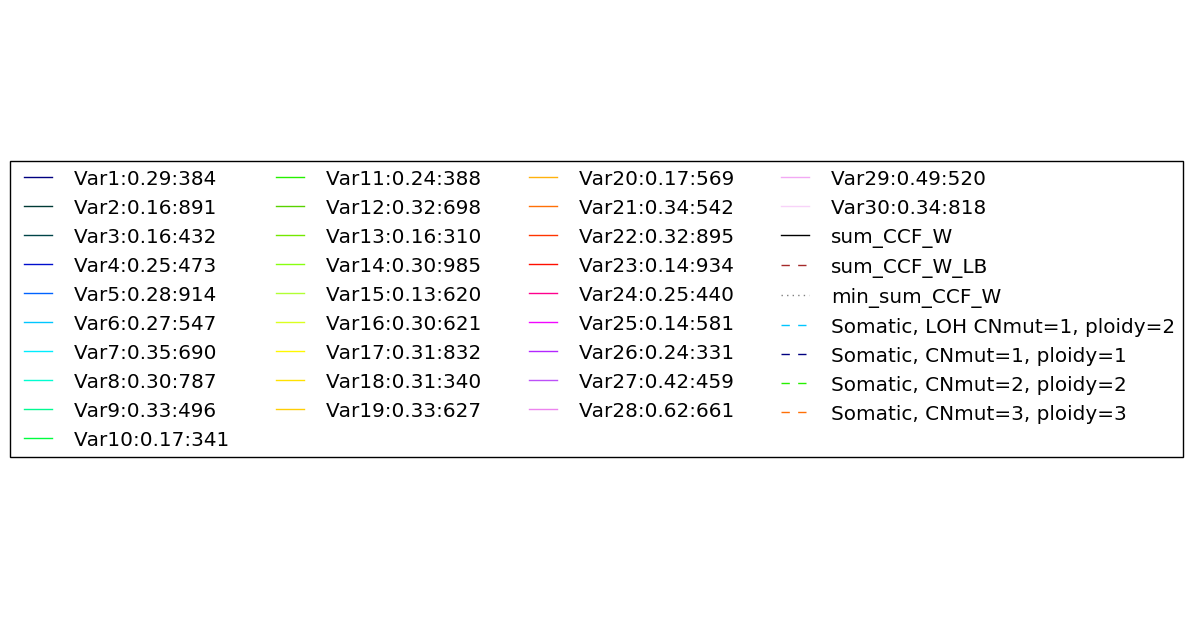 Var1:0.29:384
Var2:0.16:891
Var3:0.16:432
Var4:0.25:473
Var5:0.28:914
Var6:0.27:547
Var7:0.35:690
Var8:0.30:787
Var9:0.33:496
Var10:0.17:341
Var11:0.24:388
Var12:0.32:698
Var13:0.16:310
Var14:0.30:985
Var15:0.13:620
Var16:0.30:621
Var17:0.31:832
Var18:0.31:340
Var19:0.33:627
Var20:0.17:569
Var21:0.34:542
Var22:0.32:895
Var23:0.14:934
Var24:0.25:440
Var25:0.14:581
Var26:0.24:331
Var27:0.42:459
Var28:0.62:661
Var29:0.49:520
Var30:0.34:818
sum_CCF_W
sum_CCF_W_LB
min_sum_CCF_W
Somatic, LOH CNmut=1, ploidy=2
Somatic, CNmut=1, ploidy=1
Somatic, CNmut=2, ploidy=2
Somatic, CNmut=3, ploidy=3